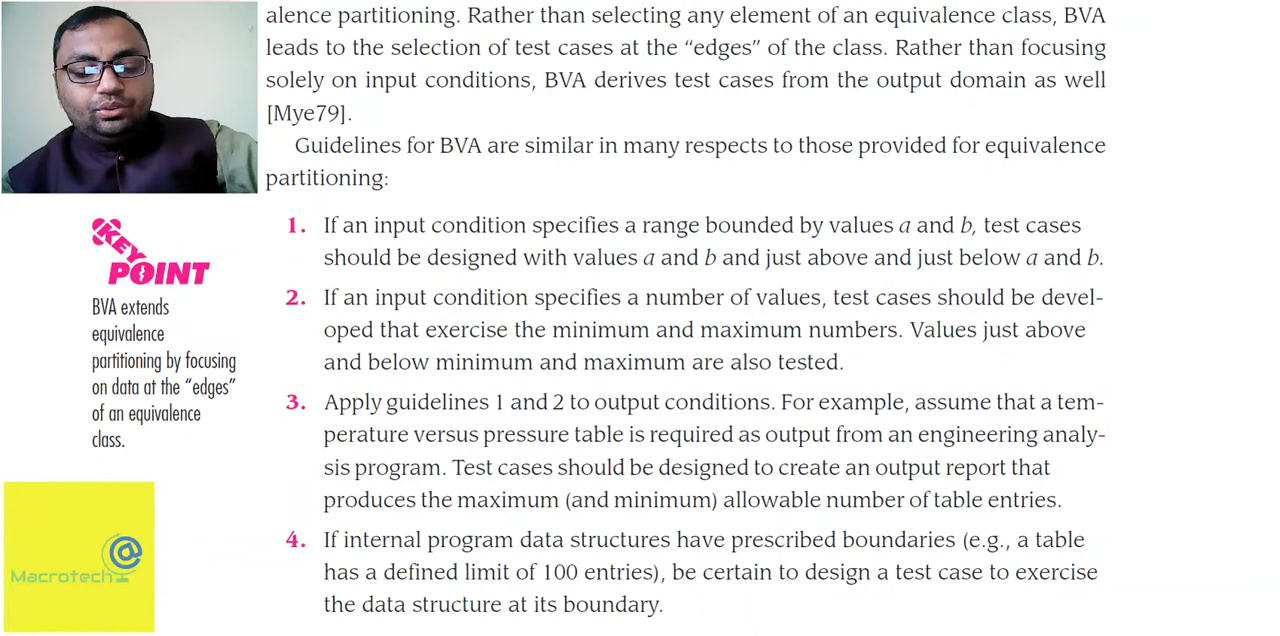 alence partitioning. Rather than selecting any element of an equivalence class, BVA
leads to the selection of test cases at the “edges” of the class. Rather than focusing
solely on input conditions, BVA derives test cases from the output domain as well
[Mye79].
Guidelines for BVA are similar in many respects to those provided for equivalence
partitioning:
1. If an input condition specifies a range bounded by values a and b, test cases
should be designed with values a and b and just above and just below a and b.
2. If an input condition specifies a number of values, test cases should be devel-
oped that exercise the minimum and maximum numbers. Values just above
and below minimum and maximum are also tested.
3. Apply guidelines 1 and 2 to output conditions. For example, assume that a tem-
perature versus pressure table is required as output from an engineering analy-
sis program. Test cases should be designed to create an output report that
produces the maximum (and minimum) allowable number of table entries.
4. If internal program data structures have prescribed boundaries (e.g., a table
has a defined limit of 100 entries), be certain to design a test case to exercise
the data structure at its boundary.
KEY
POINT
BVA extends
equivalence
partitioning by focusing
on data at the “edges”
of an equivalence
class.
@
Macrotech